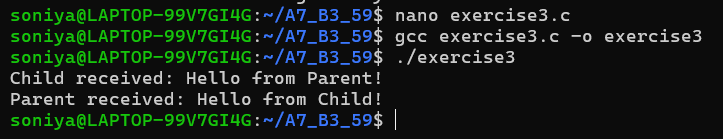 soniya@LAPTOP-99V7GI4G:~/A7_B3_59$ nano exercise3.c
soniya@LAPTOP-99V7GI4G:~/A7_B3_59$ gcc exercise3.c -o exercise3
soniya@LAPTOP-99V7GI4G:~/A7_B3_59$ ./exercise3
Child received: Hello from Parent!
Parent received: Hello from Child!
soniya@LAPTOP-99V7GI4G:~/A7_B3_59$